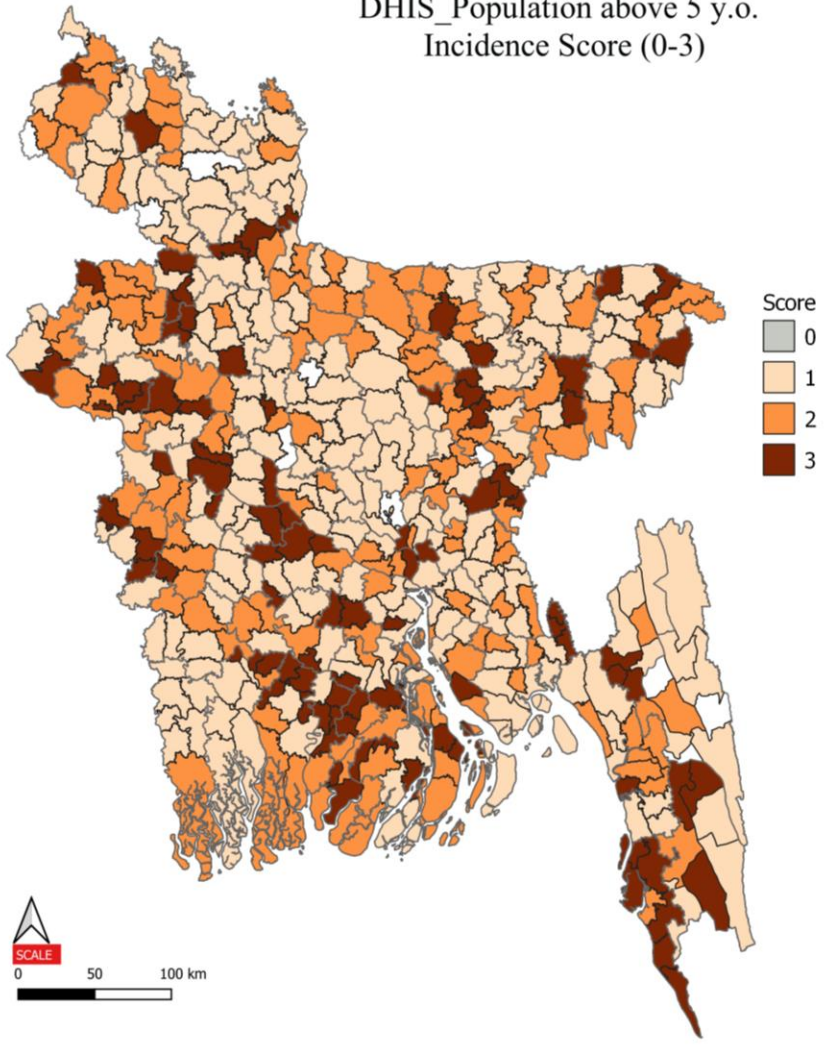 DHIS_Population above 5 y.o.
Incidence Score (0-3)
Score
0
1
2
3
SCALE
0 50 100 km